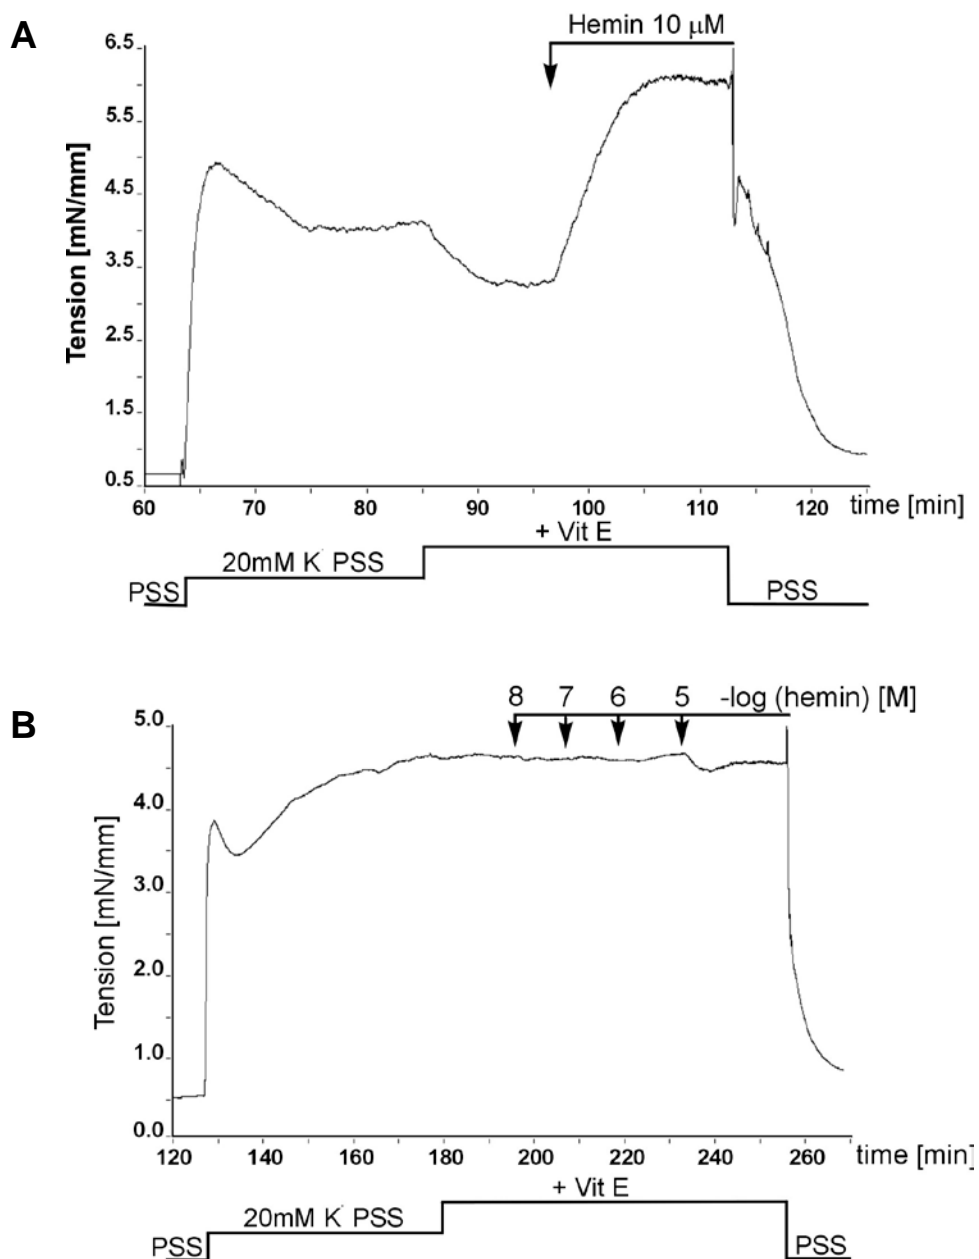 A
Hemin 10 μM
6.5
5.5
4.5
3.5
2.5
1.5
0.5
Tension [mN/mm]
60 70 80 90 100 110 120 time [min]
+ Vit E
20mM K⁺ PSS
PSS
PSS
B
8 7 6 5 -log (hemin) [M]
5.0
4.0
3.0
2.0
1.0
0.0
Tension [mN/mm]
120 140 160 180 200 220 240 260 time [min]
+ Vit E
20mM K⁺ PSS
PSS
PSS